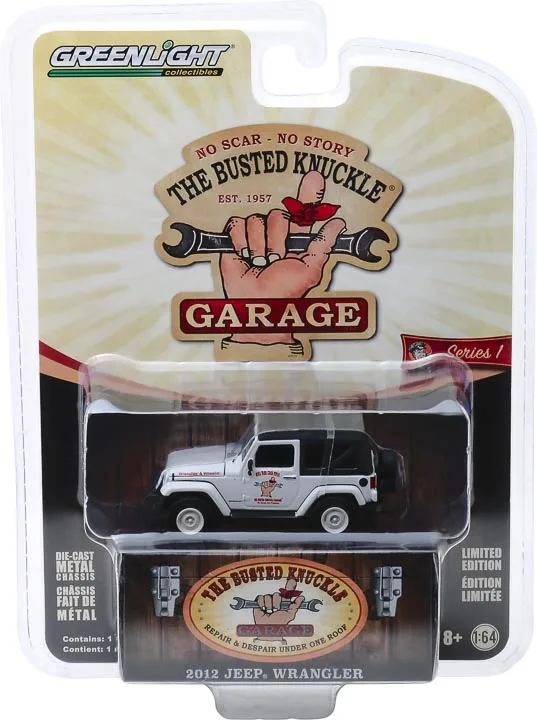 GREENLIGHT
collectibles
NO SCAR - NO STORY
THE BUSTED KNUCKLE®
EST. 1957
GARAGE
Series 1
DIE-CAST
METAL
CHASSIS
CHÂSSIS
FAIT DE
MÉTAL
Contains: 1
Contient: 1
LIMITED
EDITION
ÉDITION
LIMITÉE
8+
1:64
THE BUSTED KNUCKLE
GARAGE
REPAIR & DESPAIR UNDER ONE ROOF
2012 JEEP® WRANGLER